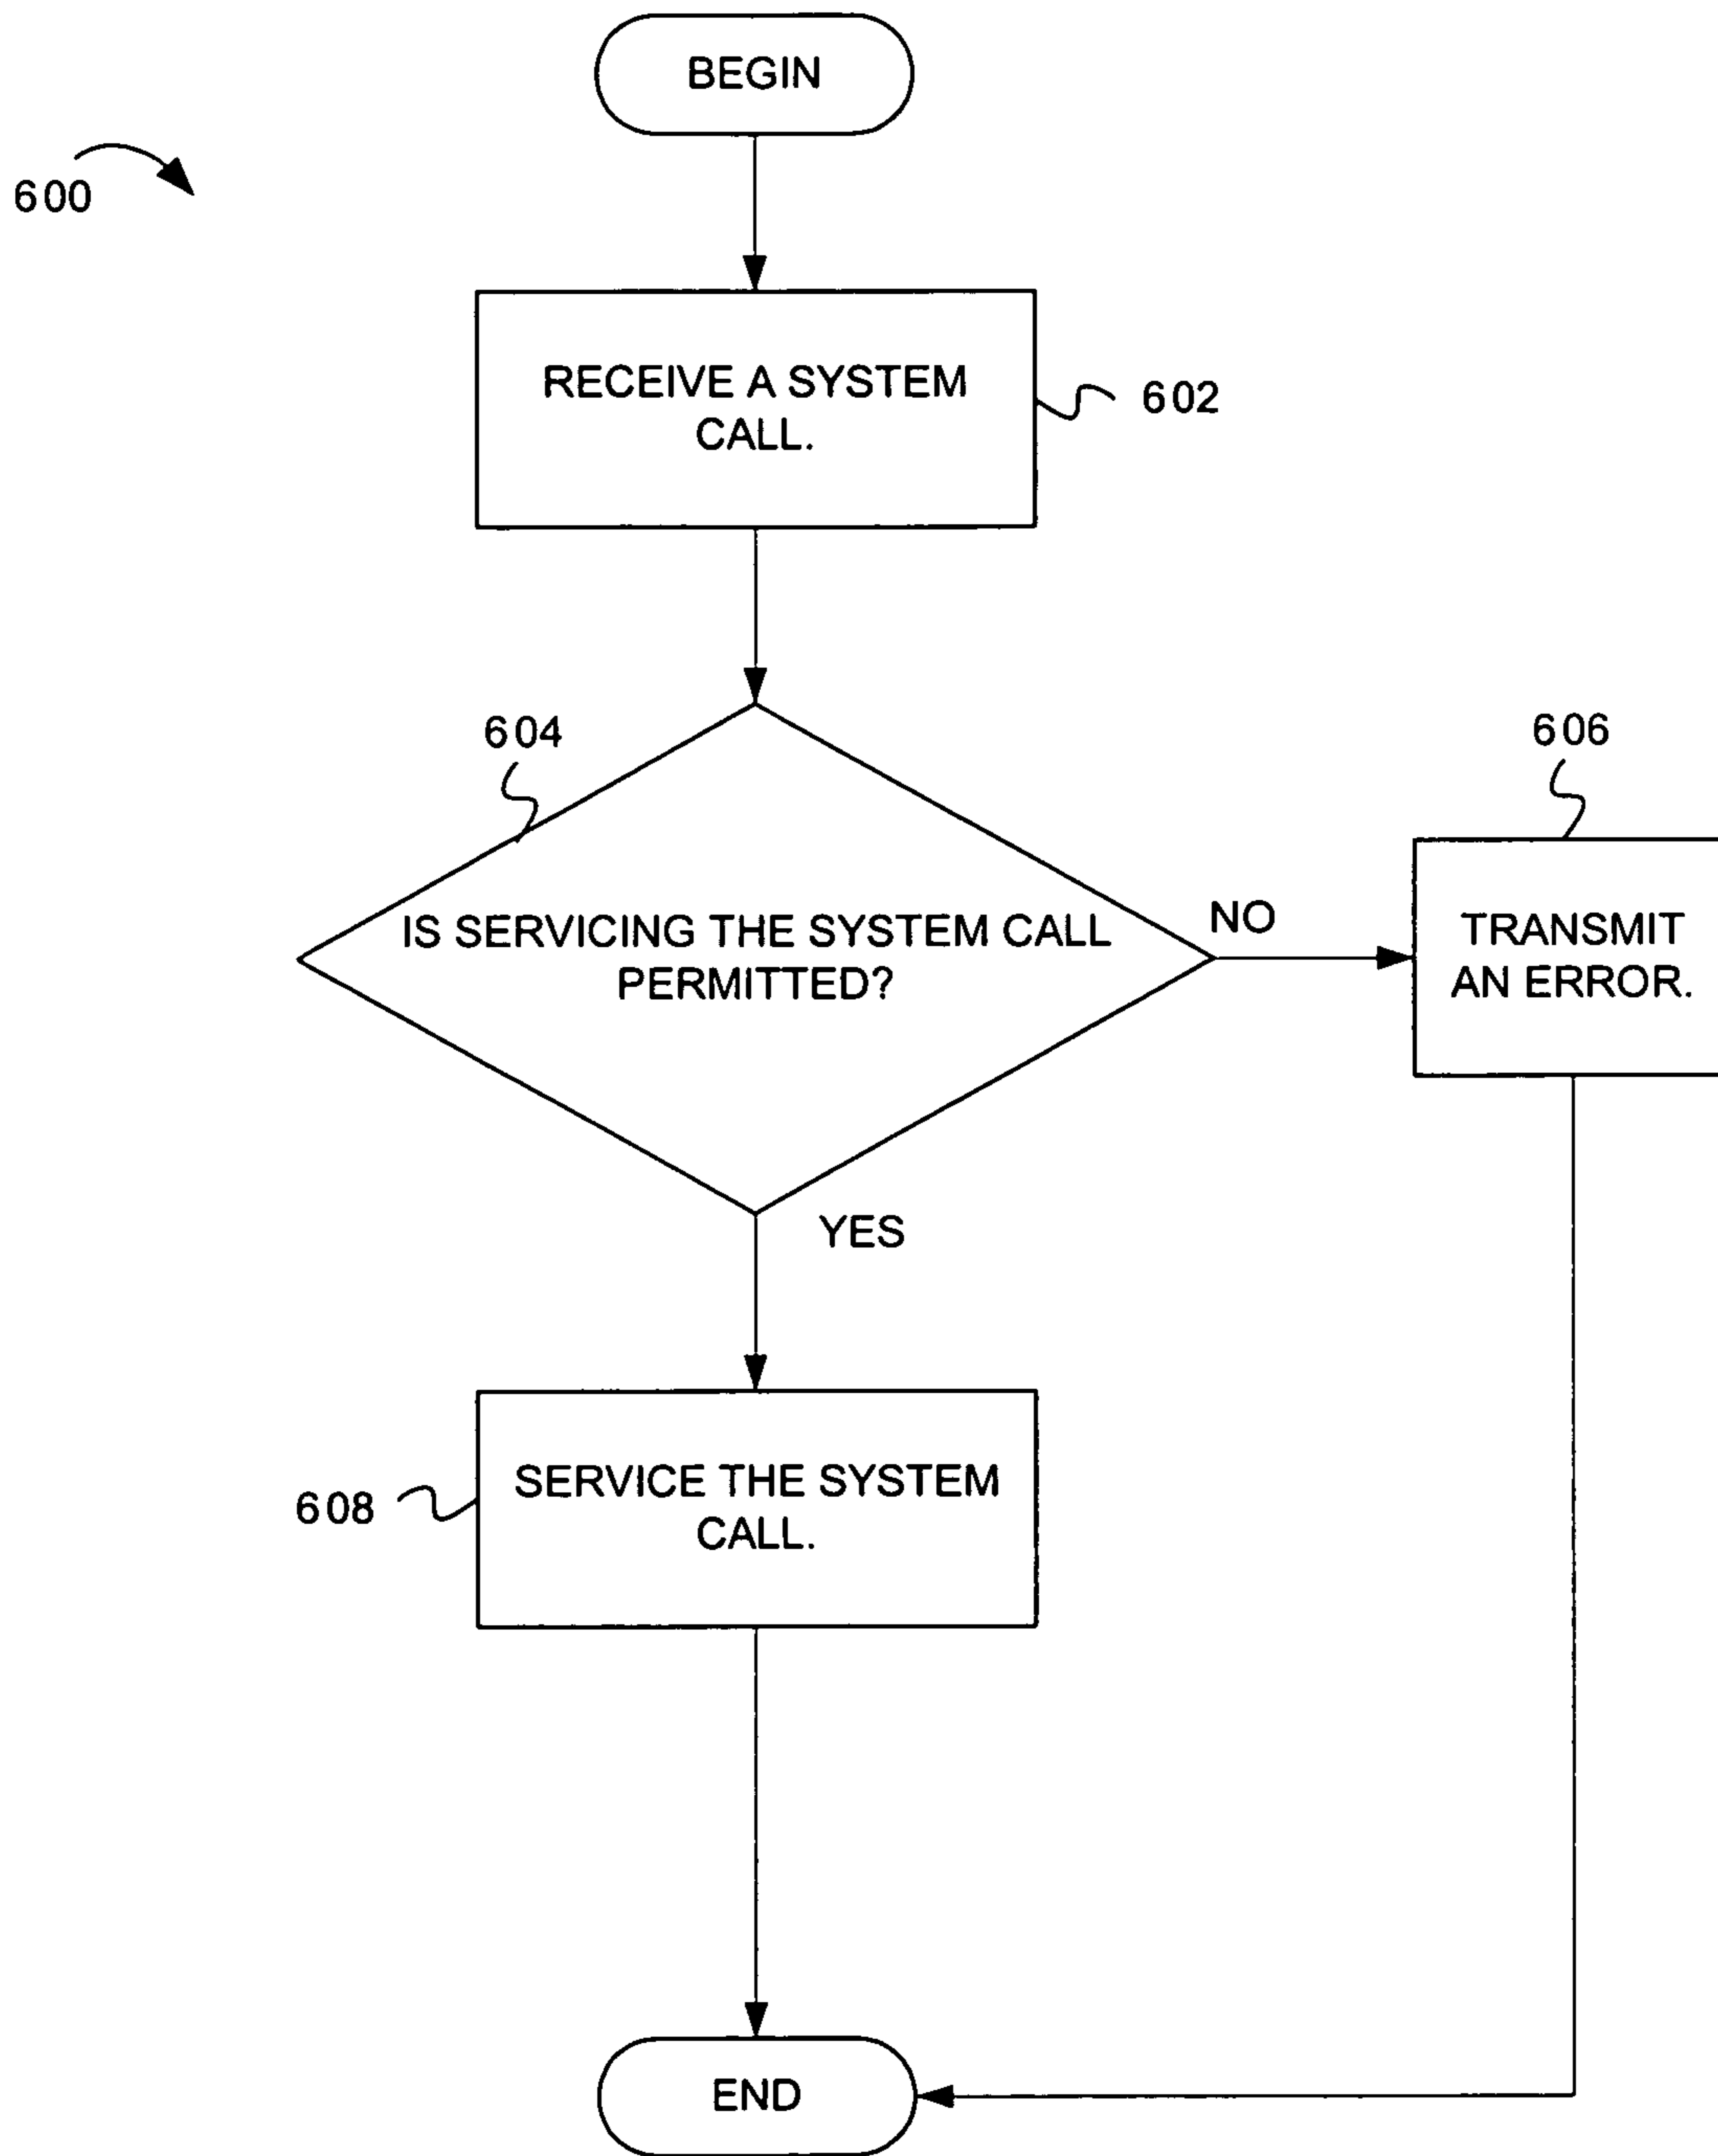 BEGIN
600
RECEIVE A SYSTEM
CALL.
602
604
606
IS SERVICING THE SYSTEM CALL
PERMITTED?
NO
TRANSMIT
AN ERROR.
YES
608
SERVICE THE SYSTEM
CALL.
END